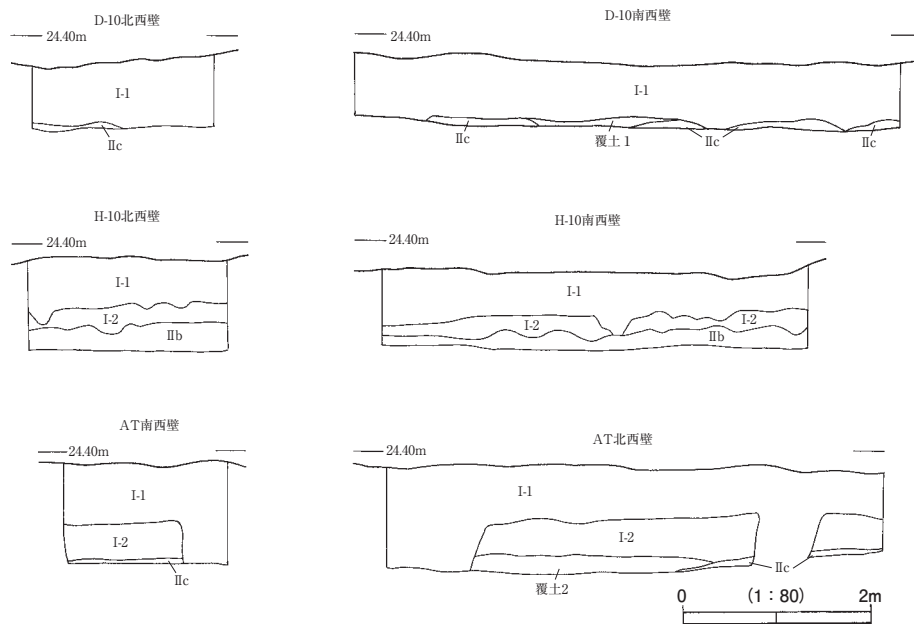 D-10北西壁
24.40m
I-1
IIc
D-10南西壁
24.40m
I-1
IIc
覆土1
IIc
IIc
H-10北西壁
24.40m
I-1
I-2
IIb
H-10南西壁
24.40m
I-1
I-2
I-2
IIb
AT南西壁
24.40m
I-1
I-2
IIc
AT北西壁
24.40m
I-1
I-2
IIc
覆土2
0 (1：80) 2m